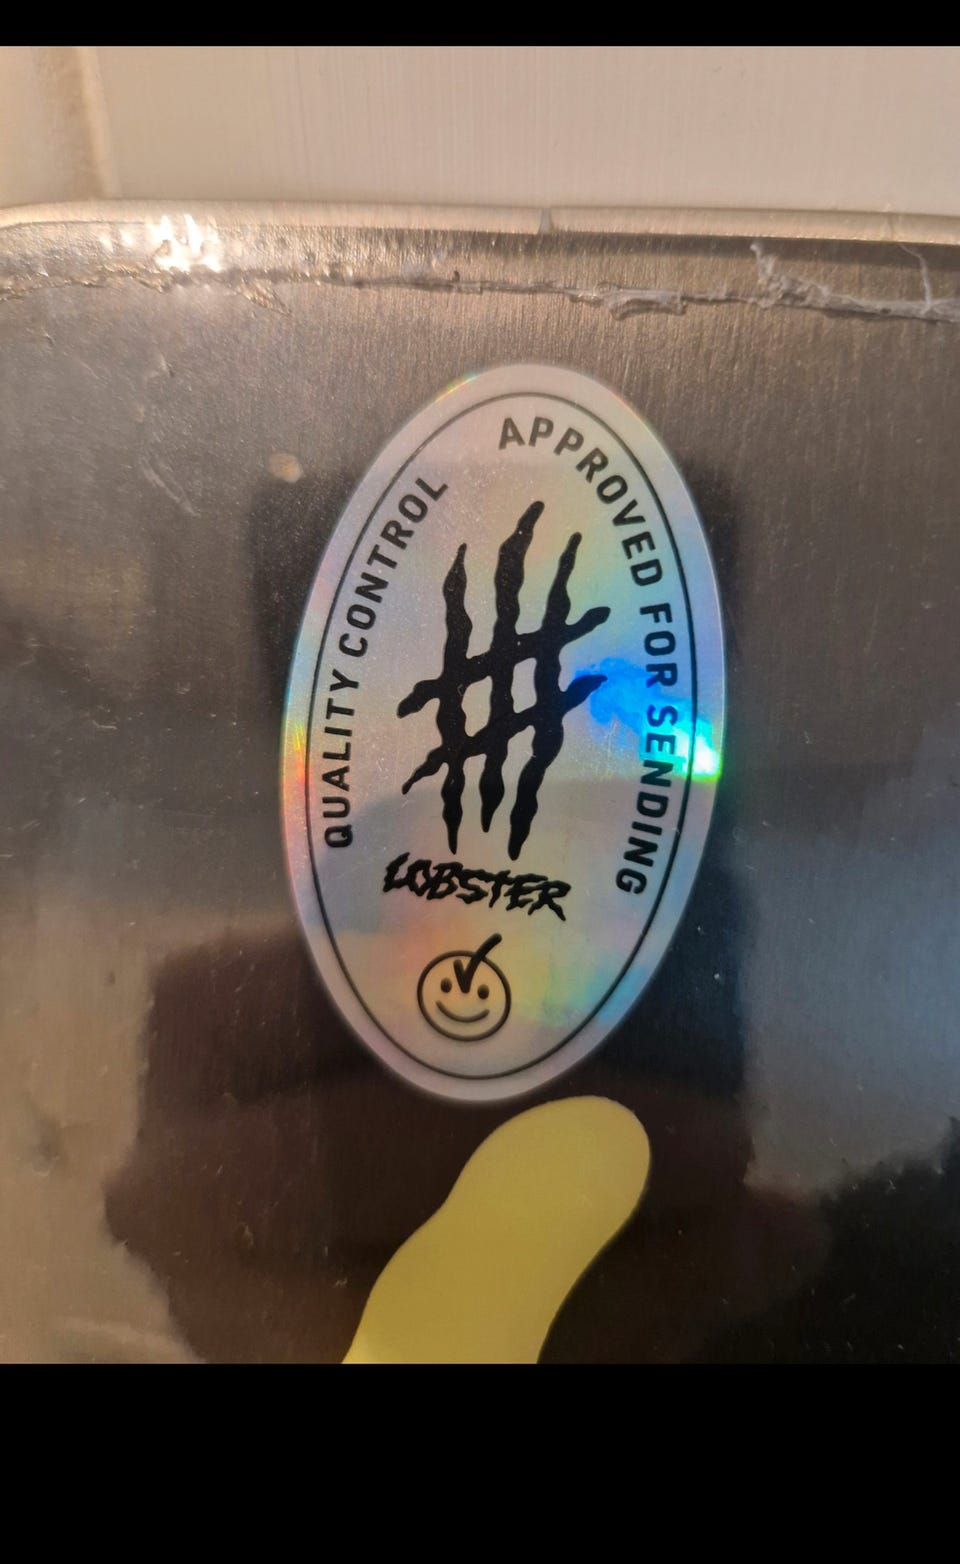 QUALITY CONTROL
APPROVED FOR SENDING
LOBSTER